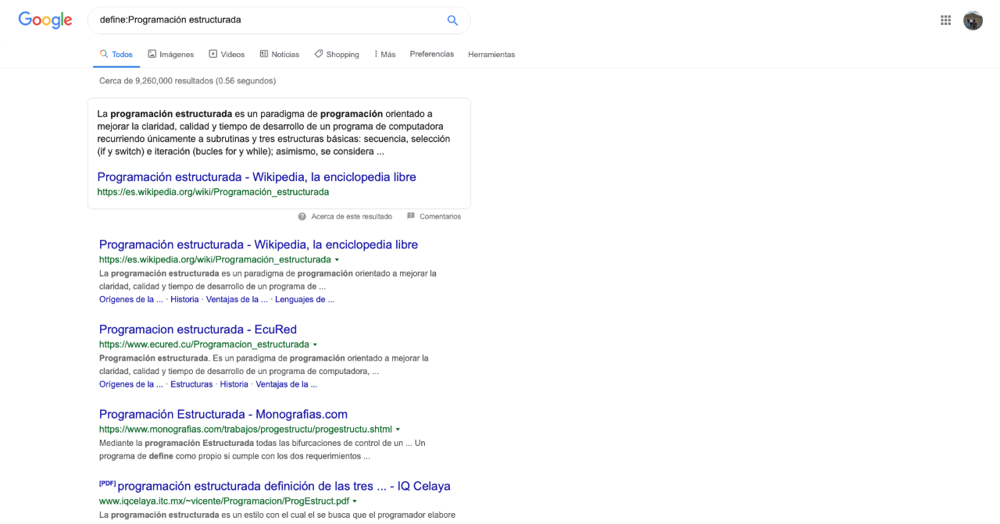 Google
define:Programación estructurada
Todos Imágenes Videos Noticias Shopping Más Preferencias Herramientas
Cerca de 9,260,000 resultados (0.56 segundos)
La programación estructurada es un paradigma de programación orientado a
mejorar la claridad, calidad y tiempo de desarrollo de un programa de computadora
recurriendo únicamente a subrutinas y tres estructuras básicas: secuencia, selección
(if y switch) e iteración (bucles for y while); asimismo, se considera ...
Programación estructurada - Wikipedia, la enciclopedia libre
https://es.wikipedia.org/wiki/Programación_estructurada
Acerca de este resultado Comentarios
Programación estructurada - Wikipedia, la enciclopedia libre
https://es.wikipedia.org/wiki/Programación_estructurada
La programación estructurada es un paradigma de programación orientado a mejorar la
claridad, calidad y tiempo de desarrollo de un programa de ...
Orígenes de la ... · Historia · Ventajas de la ... · Lenguajes de ...
Programacion estructurada - EcuRed
https://www.ecured.cu/Programacion_estructurada
Programación estructurada. Es un paradigma de programación orientado a mejorar la
claridad, calidad y tiempo de desarrollo de un programa de computadora, ...
Orígenes de la ... · Estructuras · Historia · Ventajas de la ...
Programación Estructurada - Monografias.com
https://www.monografias.com/trabajos/progestructu/progestructu.shtml
Mediante la programación Estructurada todas las bifurcaciones de control de un ... Un
programa de define como propio si cumple con los dos requerimientos ...
[PDF] programación estructurada definición de las tres ... - IQ Celaya
www.iqcelaya.itc.mx/~vicente/Programacion/ProgEstruct.pdf
La programación estructurada es un estilo con el cual el se busca que el programador elabore